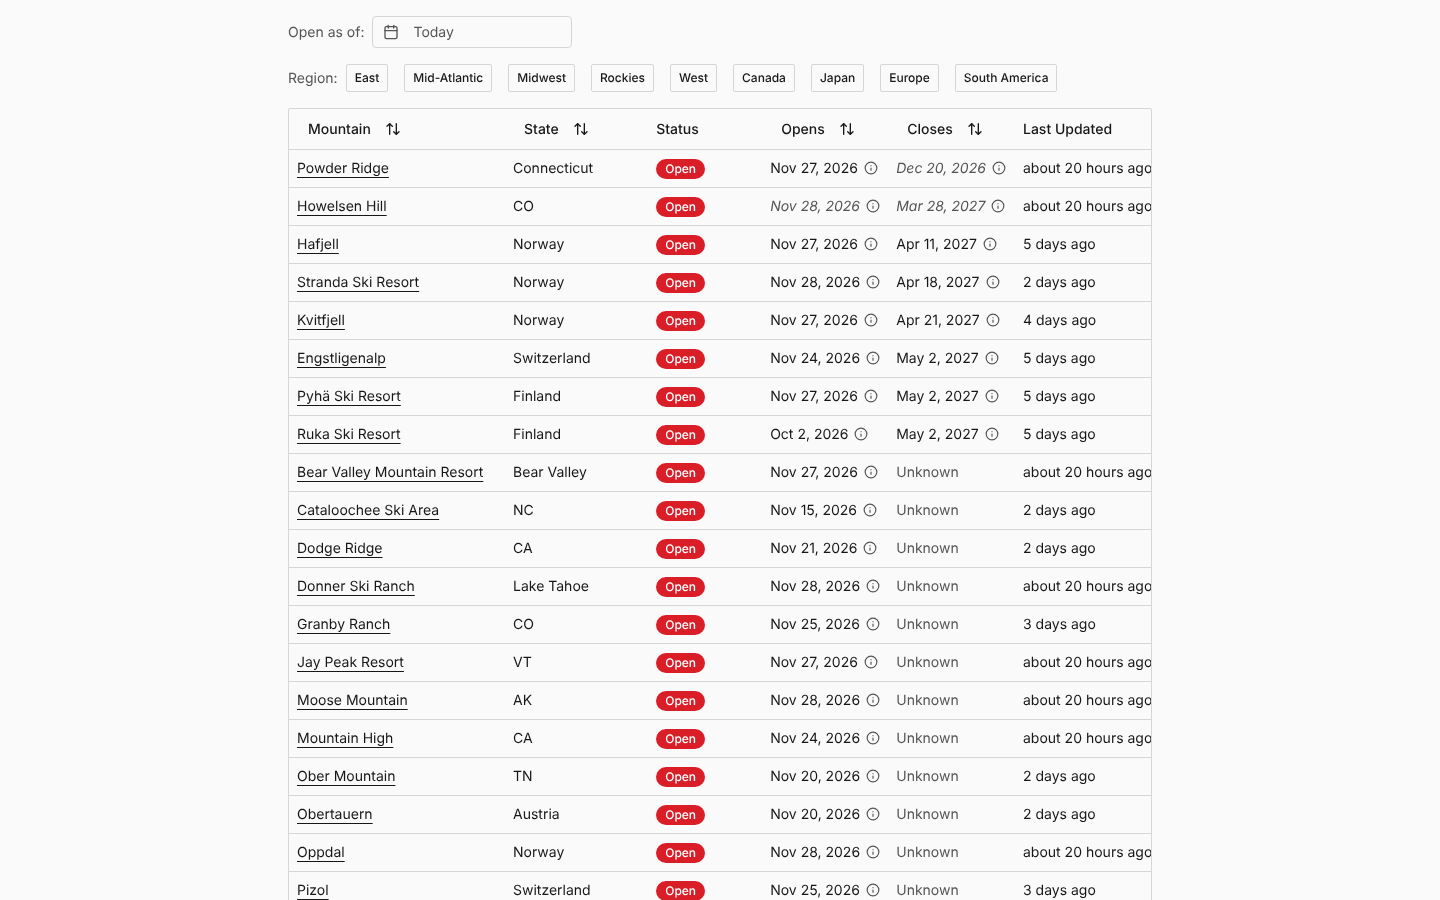 Open as of: Today
Region: East Mid-Atlantic Midwest Rockies West Canada Japan Europe South America
Mountain State Status Opens Closes Last Updated
Powder Ridge Connecticut Open Nov 27, 2026 Dec 20, 2026 about 20 hours ago
Howelsen Hill CO Open Nov 28, 2026 Mar 28, 2027 about 20 hours ago
Hafjell Norway Open Nov 27, 2026 Apr 11, 2027 5 days ago
Stranda Ski Resort Norway Open Nov 28, 2026 Apr 18, 2027 2 days ago
Kvitfjell Norway Open Nov 27, 2026 Apr 21, 2027 4 days ago
Engstligenalp Switzerland Open Nov 24, 2026 May 2, 2027 5 days ago
Pyhä Ski Resort Finland Open Nov 27, 2026 May 2, 2027 5 days ago
Ruka Ski Resort Finland Open Oct 2, 2026 May 2, 2027 5 days ago
Bear Valley Mountain Resort Bear Valley Open Nov 27, 2026 Unknown about 20 hours ago
Cataloochee Ski Area NC Open Nov 15, 2026 Unknown 2 days ago
Dodge Ridge CA Open Nov 21, 2026 Unknown 2 days ago
Donner Ski Ranch Lake Tahoe Open Nov 28, 2026 Unknown about 20 hours ago
Granby Ranch CO Open Nov 25, 2026 Unknown 3 days ago
Jay Peak Resort VT Open Nov 27, 2026 Unknown about 20 hours ago
Moose Mountain AK Open Nov 28, 2026 Unknown about 20 hours ago
Mountain High CA Open Nov 24, 2026 Unknown about 20 hours ago
Ober Mountain TN Open Nov 20, 2026 Unknown 2 days ago
Obertauern Austria Open Nov 20, 2026 Unknown 2 days ago
Oppdal Norway Open Nov 28, 2026 Unknown about 20 hours ago
Pizol Switzerland Open Nov 25, 2026 Unknown 3 days ago